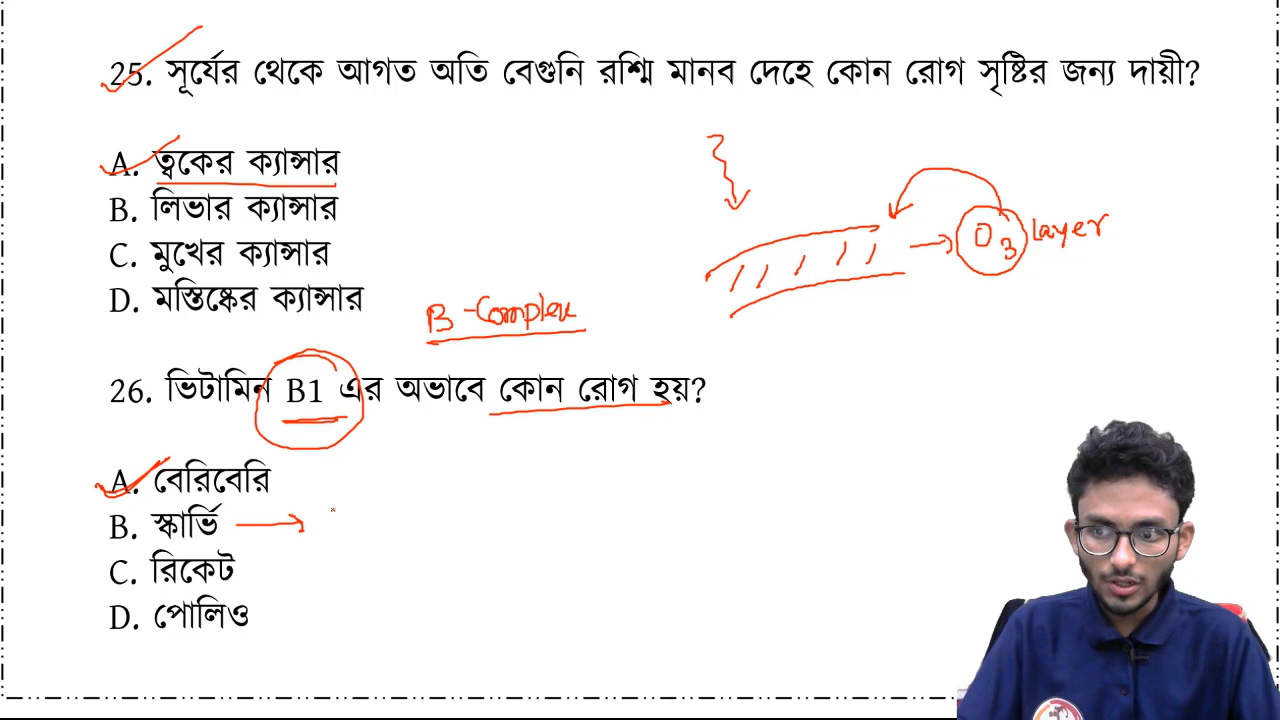 25. সূর্যের থেকে আগত অতি বেগুনি রশ্মি মানব দেহে কোন রোগ সৃষ্টির জন্য দায়ী?
A. ত্বকের ক্যান্সার
B. লিভার ক্যান্সার
C. মুখের ক্যান্সার
D. মস্তিষ্কের ক্যান্সার
O3 Layer
B-Complex
26. ভিটামিন B1 এর অভাবে কোন রোগ হয়?
A. বেরিবেরি
B. স্কার্ভি
C. রিকেট
D. পোলিও